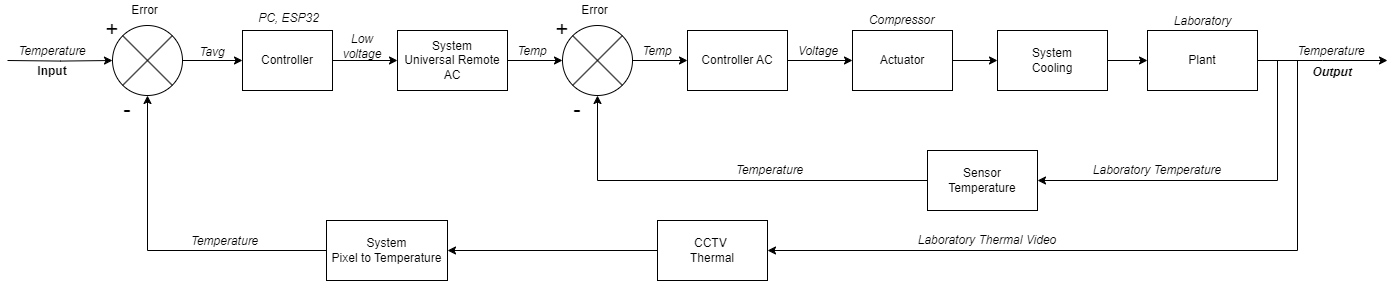 Error
PC, ESP32
Error
Compressor
Laboratory
+
+
Temperature
Input
Tavg
Controller
Low
voltage
System
Universal Remote
AC
Temp
Temp
Controller AC
Voltage
Actuator
System
Cooling
Plant
Temperature
Output
-
-
Temperature
Sensor
Temperature
Laboratory Temperature
Temperature
System
Pixel to Temperature
CCTV
Thermal
Laboratory Thermal Video